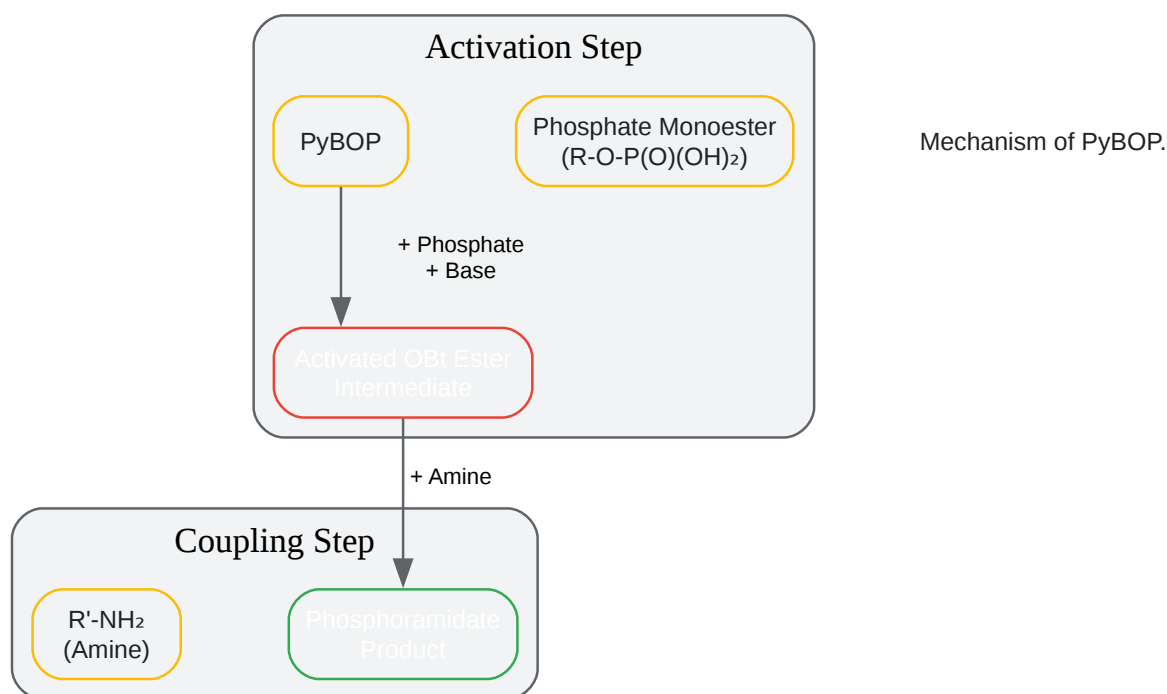 Activation Step
PyBOP
Phosphate Monoester
(R-O-P(O)(OH)₂)
Mechanism of PyBOP.
+ Phosphate
+ Base
Activated OBt Ester
Intermediate
+ Amine
Coupling Step
R'-NH₂
(Amine)
Phosphoramidate
Product